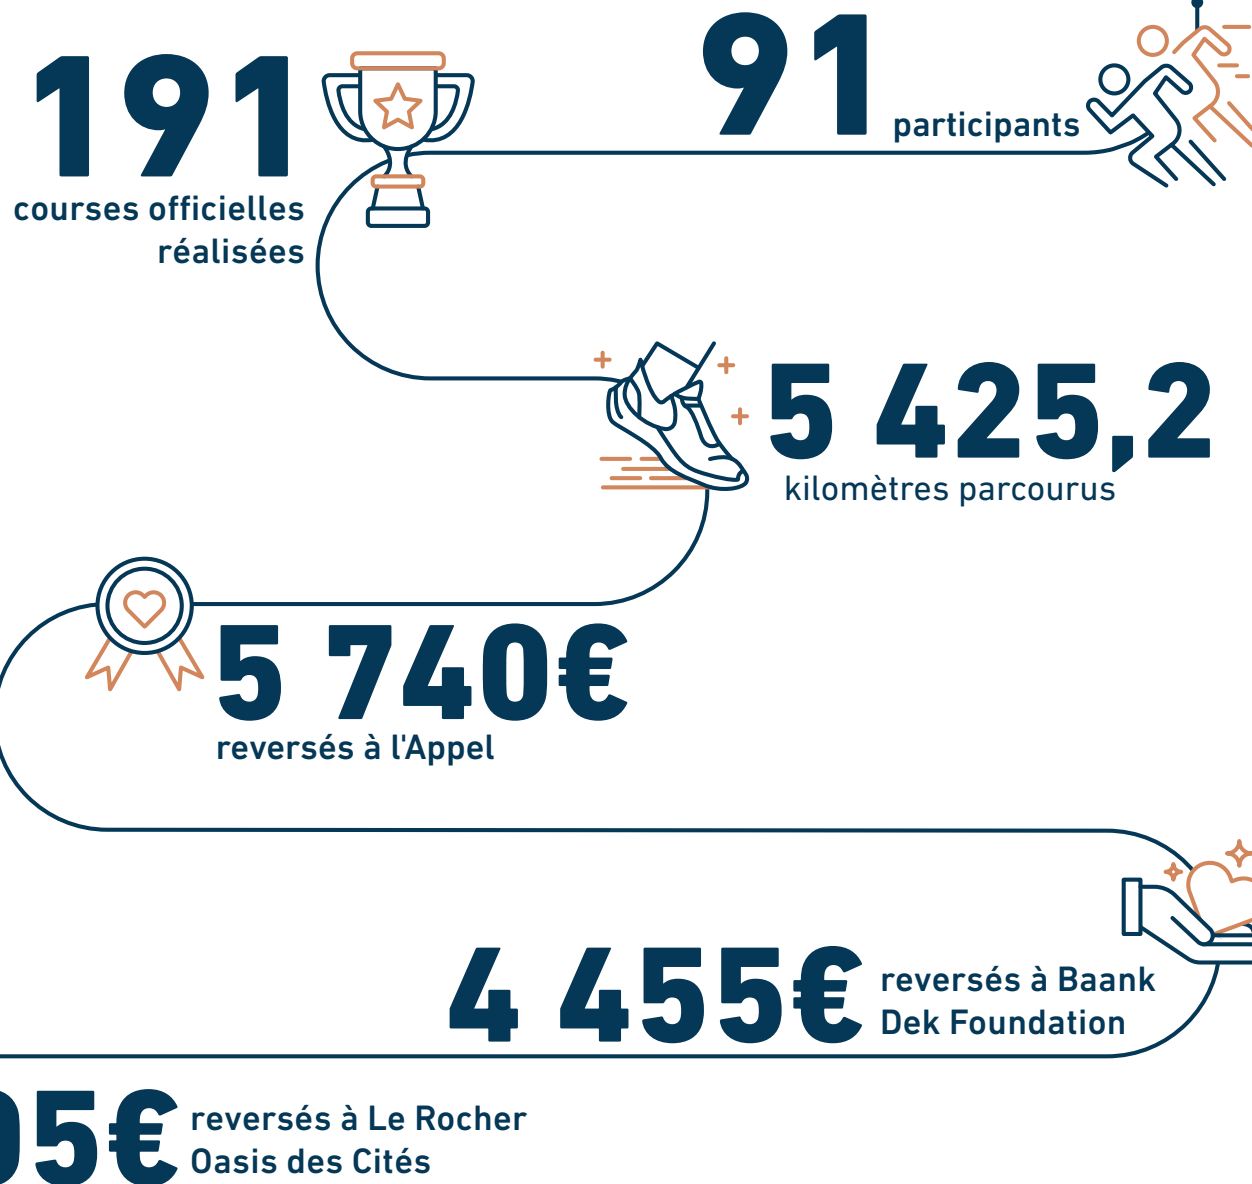 191
courses officielles
réalisées
91 participants
5 425,2
kilomètres parcourus
5 740€
reversés à l'Appel
4 455€
reversés à Baank
Dek Foundation
5€
reversés à Le Rocher
Oasis des Cités